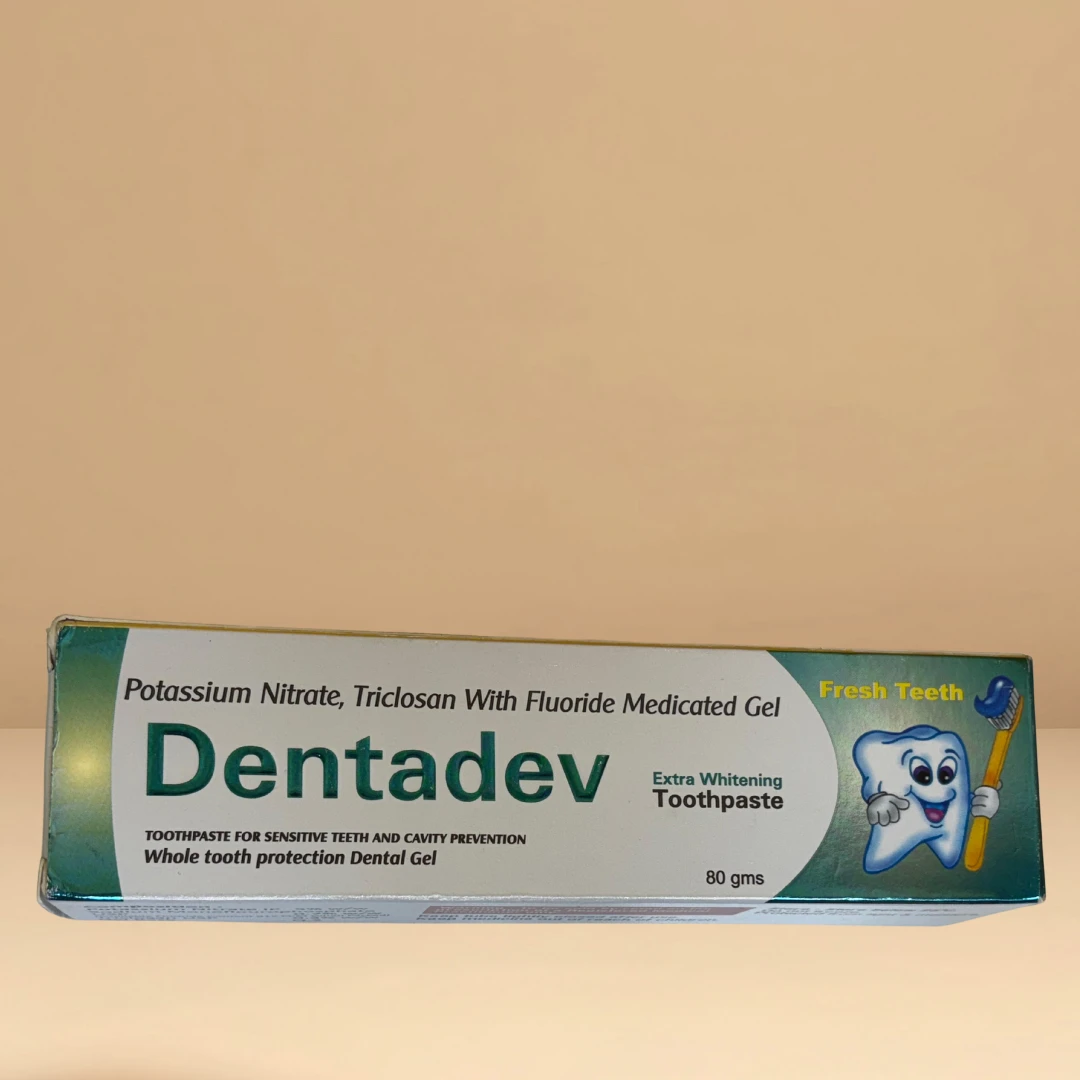 Potassium Nitrate, Triclosan With Fluoride Medicated Gel
Dentadev
Extra Whitening
Toothpaste
TOOTHPASTE FOR SENSITIVE TEETH AND CAVITY PREVENTION
Whole tooth protection Dental Gel
80 gms
Fresh Teeth